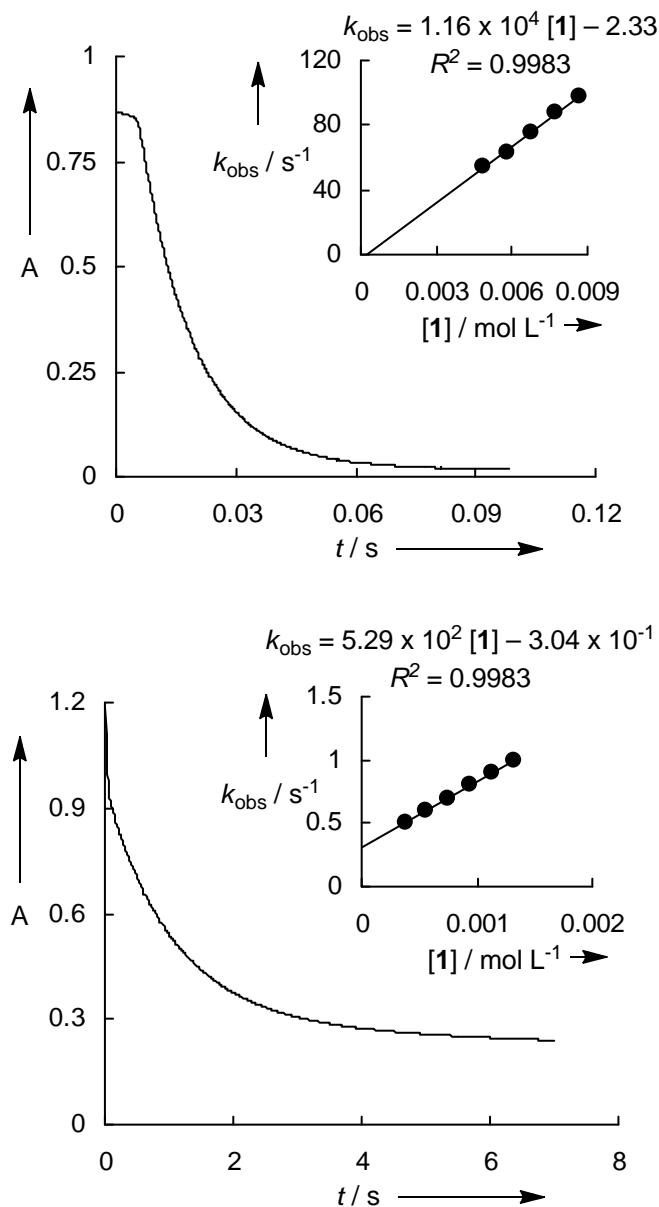 k_obs = 1.16 x 10^4 [1] – 2.33
R^2 = 0.9983
1
120
80
k_obs / s^-1
0.75
40
A
0.5
0
0 0.003 0.006 0.009
[1] / mol L^-1
0.25
0
0 0.03 0.06 0.09 0.12
t / s
k_obs = 5.29 x 10^2 [1] – 3.04 x 10^-1
R^2 = 0.9983
1.2
1.5
k_obs / s^-1
1
0.9
0.5
A
0
0.6
0 0.001 0.002
[1] / mol L^-1
0.3
0
0 2 4 6 8
t / s